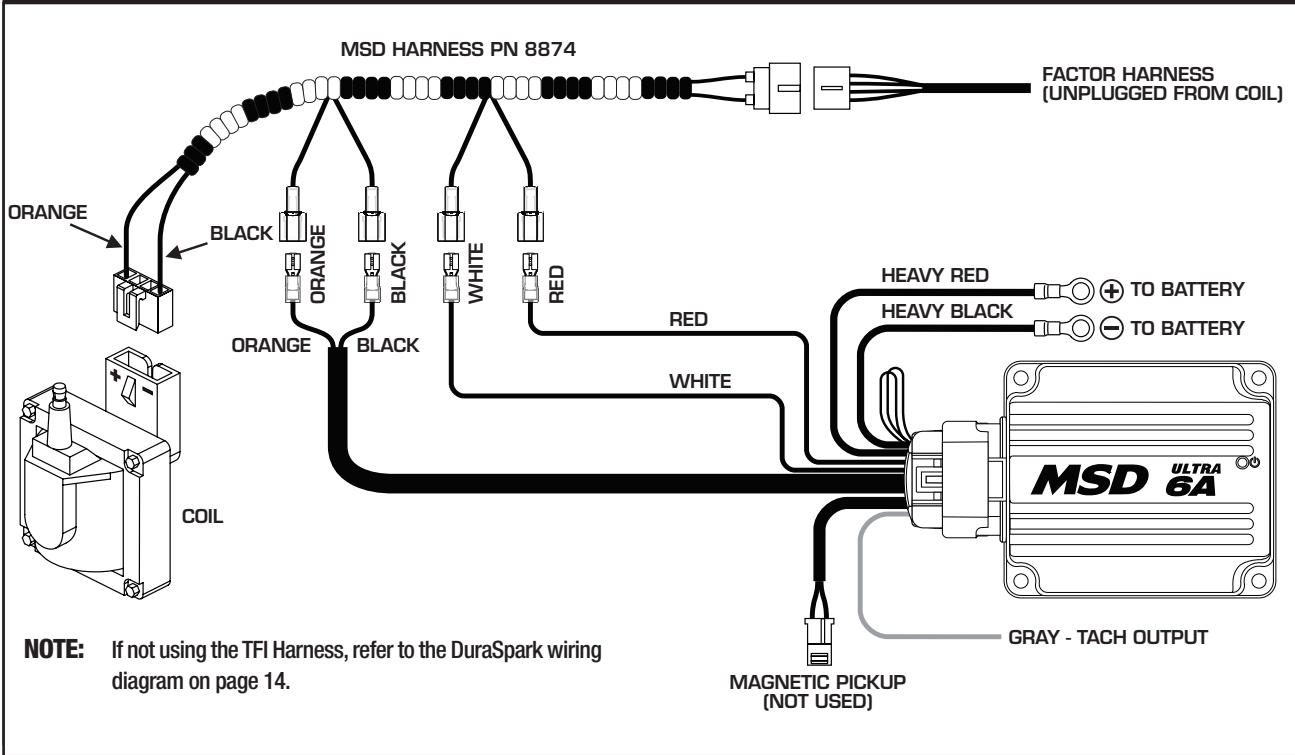 MSD HARNESS PN 8874
FACTOR HARNESS
(UNPLUGGED FROM COIL)
ORANGE
BLACK
ORANGE
BLACK
WHITE
RED
HEAVY RED
+ TO BATTERY
HEAVY BLACK
- TO BATTERY
RED
ORANGE BLACK
WHITE
+ -
MSD ULTRA 6A
COIL
GRAY - TACH OUTPUT
MAGNETIC PICKUP
(NOT USED)
NOTE: If not using the TFI Harness, refer to the DuraSpark wiring
diagram on page 14.